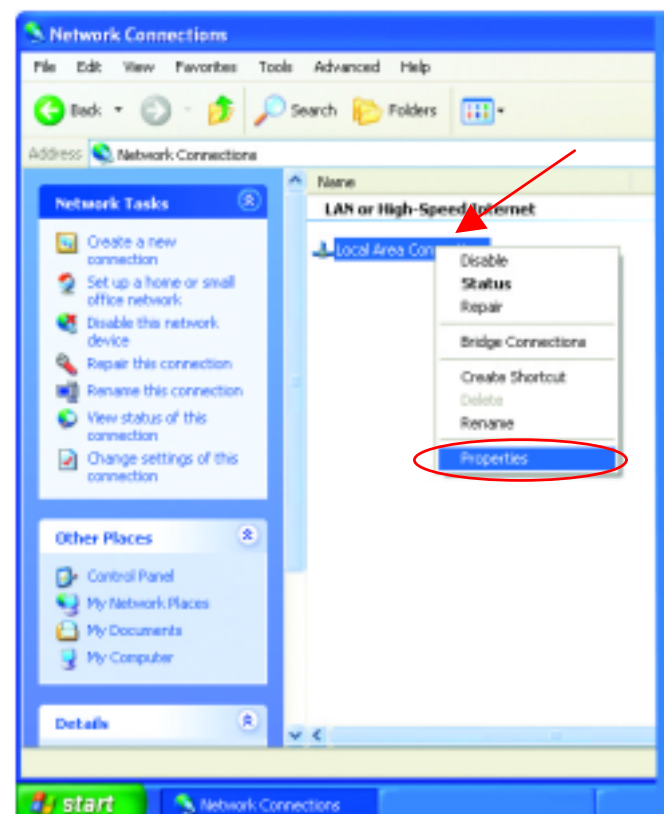 Network Connections
File Edit View Favorites Tools Advanced Help
Back Search Folders
Address Network Connections
Name
LAN or High-Speed Internet
Local Area Con
Network Tasks
Create a new
connection
Set up a home or small
office network
Disable this network
device
Repair this connection
Rename this connection
View status of this
connection
Change settings of this
connection
Disable
Status
Repair
Bridge Connections
Create Shortcut
Delete
Rename
Properties
Other Places
Control Panel
My Network Places
My Documents
My Computer
Details
start Network Connections